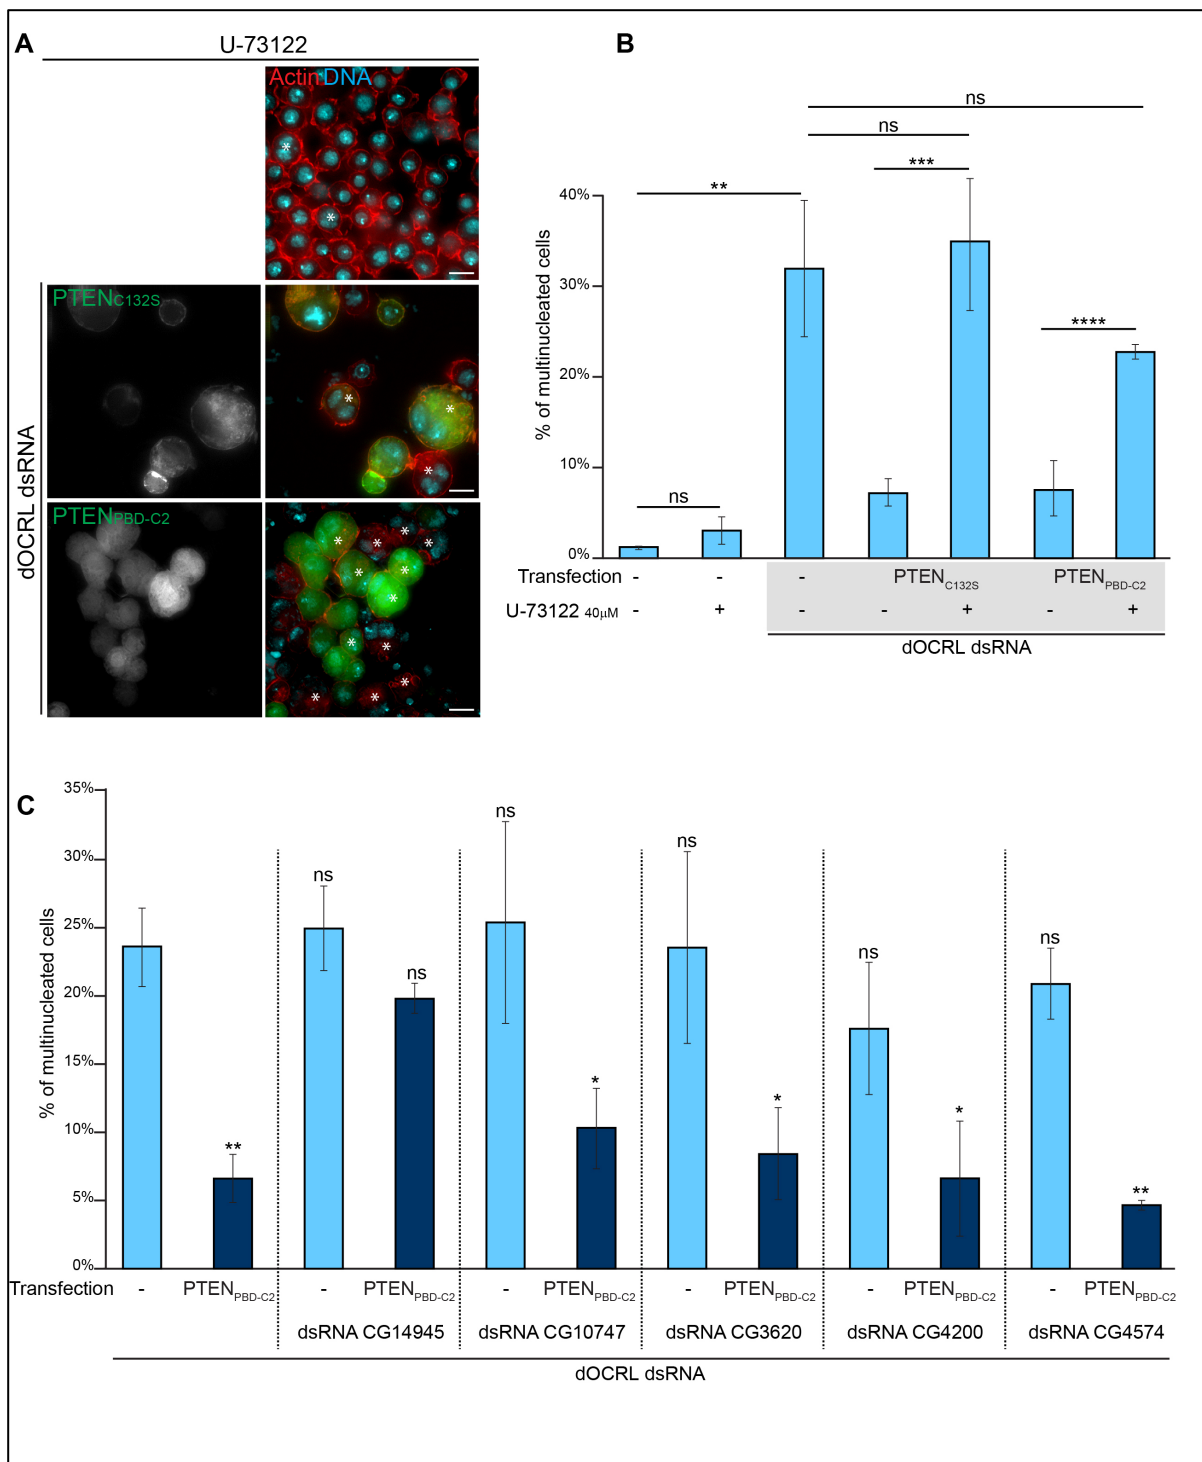 A
U-73122
Actin DNA
PTENC132S
PTENPBD-C2
dOCRL dsRNA
* * * * * * * * * * * * * * *
B
ns
ns
***
**
****
ns
% of multinucleated cells
40%
30%
20%
10%
0%
Transfection - - - PTENC132S PTENPBD-C2
U-73122 40µM - + - - + - +
dOCRL dsRNA
C
% of multinucleated cells
35%
30%
25%
20%
15%
10%
5%
0%
** ns ns ns * ns * ns * ns **
Transfection - PTENPBD-C2 - PTENPBD-C2 - PTENPBD-C2 - PTENPBD-C2 - PTENPBD-C2 - PTENPBD-C2
dsRNA CG14945 dsRNA CG10747 dsRNA CG3620 dsRNA CG4200 dsRNA CG4574
dOCRL dsRNA